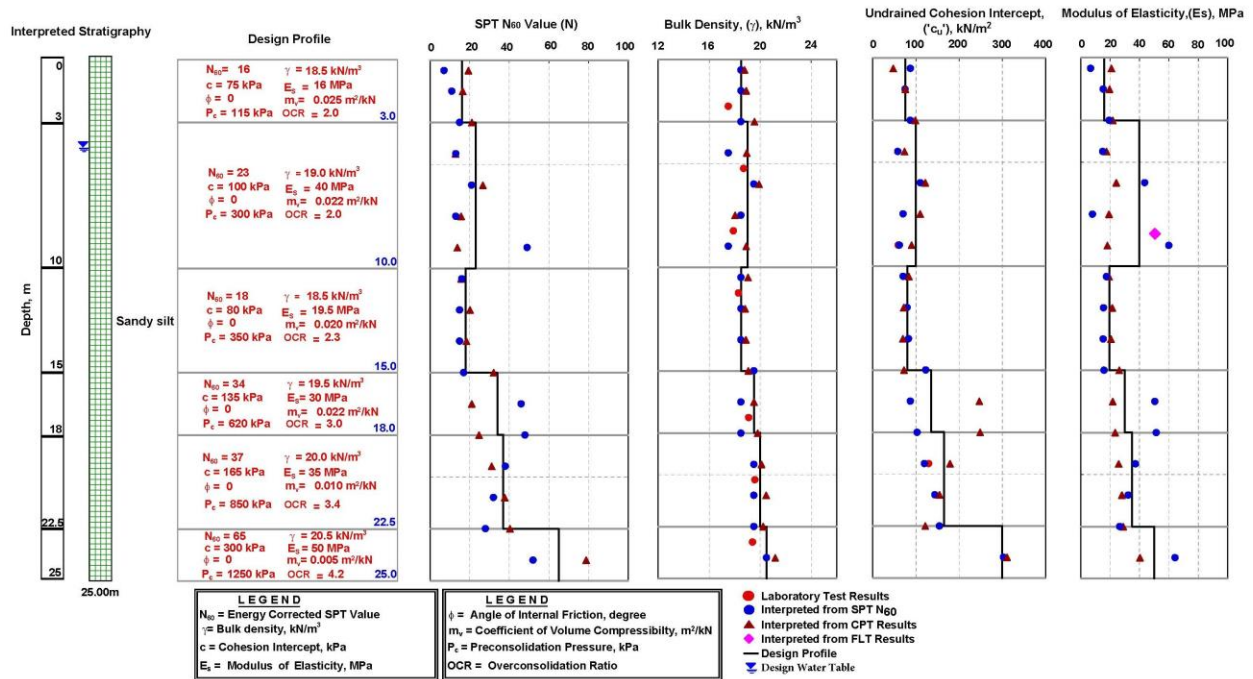 Interpreted Stratigraphy
Design Profile
SPT N60 Value (N)
0 20 40 60 80 100
Bulk Density, (γ), kN/m³
12 16 20 24 26
Undrained Cohesion Intercept,
('cu'), kN/m²
0 100 200 300 400
Modulus of Elasticity,(Es), MPa
0 20 40 60 80 100
Depth, m
0
3
10
15
18
22.5
25
Sandy silt
25.00m
N60= 16 γ = 18.5 kN/m³
c = 75 kPa Es = 16 MPa
ϕ = 0 mv = 0.025 m²/kN
Pc = 115 kPa OCR = 2.0
3.0
N60 = 23 γ = 19.0 kN/m³
c = 100 kPa Es = 40 MPa
ϕ = 0 mv = 0.022 m²/kN
Pc = 300 kPa OCR = 2.0
10.0
N60 = 18 γ = 18.5 kN/m³
c = 80 kPa Es = 19.5 MPa
ϕ = 0 mv= 0.020 m²/kN
Pc = 350 kPa OCR = 2.3
15.0
N60 = 34 γ = 19.5 kN/m³
c = 135 kPa Es= 30 MPa
ϕ = 0 mv = 0.022 m²/kN
Pc = 620 kPa OCR = 3.0
18.0
N60 = 37 γ = 20.0 kN/m³
c = 165 kPa Es = 35 MPa
ϕ = 0 mv = 0.010 m²/kN
Pc = 850 kPa OCR = 3.4
22.5
N60 = 65 γ = 20.5 kN/m³
c = 300 kPa Es = 50 MPa
ϕ = 0 mv= 0.005 m²/kN
Pc = 1250 kPa OCR = 4.2
25.0
LEGEND
N60 = Energy Corrected SPT Value
γ= Bulk density, kN/m³
c = Cohesion Intercept, kPa
Es = Modulus of Elasticity, MPa
LEGEND
ϕ = Angle of Internal Friction, degree
mv = Coefficient of Volume Compressibilty, m²/kN
Pc = Preconsolidation Pressure, kPa
OCR = Overconsolidation Ratio
Laboratory Test Results
Interpreted from SPT N60
Interpreted from CPT Results
Interpreted from FLT Results
Design Profile
Design Water Table